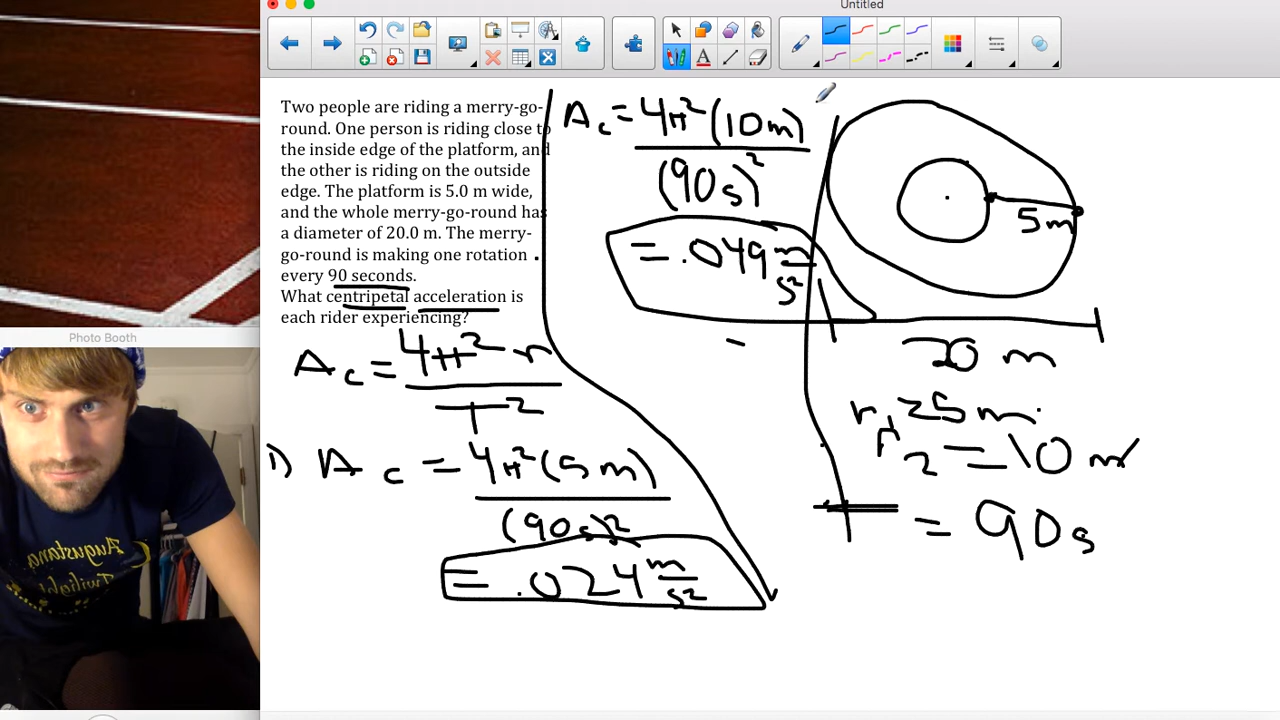 Untitled
Two people are riding a merry-go-
round. One person is riding close to
the inside edge of the platform, and
the other is riding on the outside
edge. The platform is 5.0 m wide,
and the whole merry-go-round has
a diameter of 20.0 m. The merry-
go-round is making one rotation
every 90 seconds.
What centripetal acceleration is
each rider experiencing?
Ac = 4π² r
T²
1) Ac = 4π²(5m)
(90s)²
= .024 m/s²
Ac = 4π²(10m)
(90s)²
= .049 m/s²
5m
20 m
r₁ = 5m
r₂ = 10 m
T = 90s
Photo Booth
Augustana
Twilight